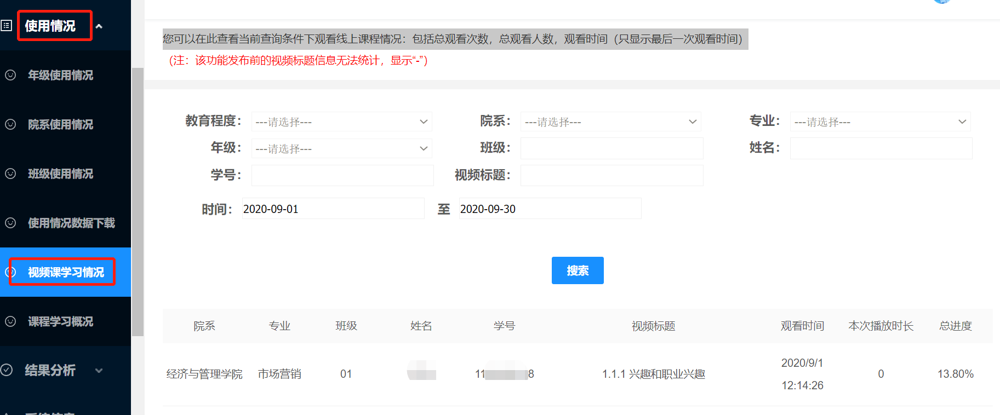 使用情况
年级使用情况
院系使用情况
班级使用情况
使用情况数据下载
视频课学习情况
课程学习概况
结果分析
您可以在此查看当前查询条件下观看线上课程情况：包括总观看次数，总观看人数，观看时间（只显示最后一次观看时间）
（注：该功能发布前的视频标题信息无法统计，显示“-”）
教育程度： ---请选择--- 院系： ---请选择--- 专业： ---请选择---
年级： ---请选择--- 班级： 姓名：
学号： 视频标题：
时间： 2020-09-01 至 2020-09-30
搜索
院系 专业 班级 姓名 学号 视频标题 观看时间 本次播放时长 总进度
经济与管理学院 市场营销 01 11 8 1.1.1 兴趣和职业兴趣 2020/9/1 12:14:26 0 13.80%